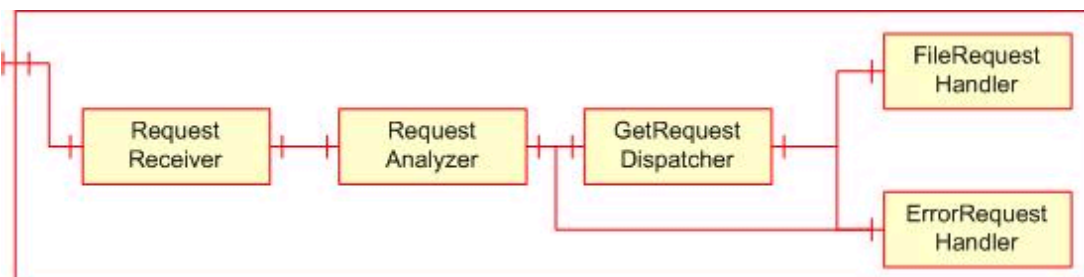 FileRequest
Handler
Request
Receiver
Request
Analyzer
GetRequest
Dispatcher
ErrorRequest
Handler